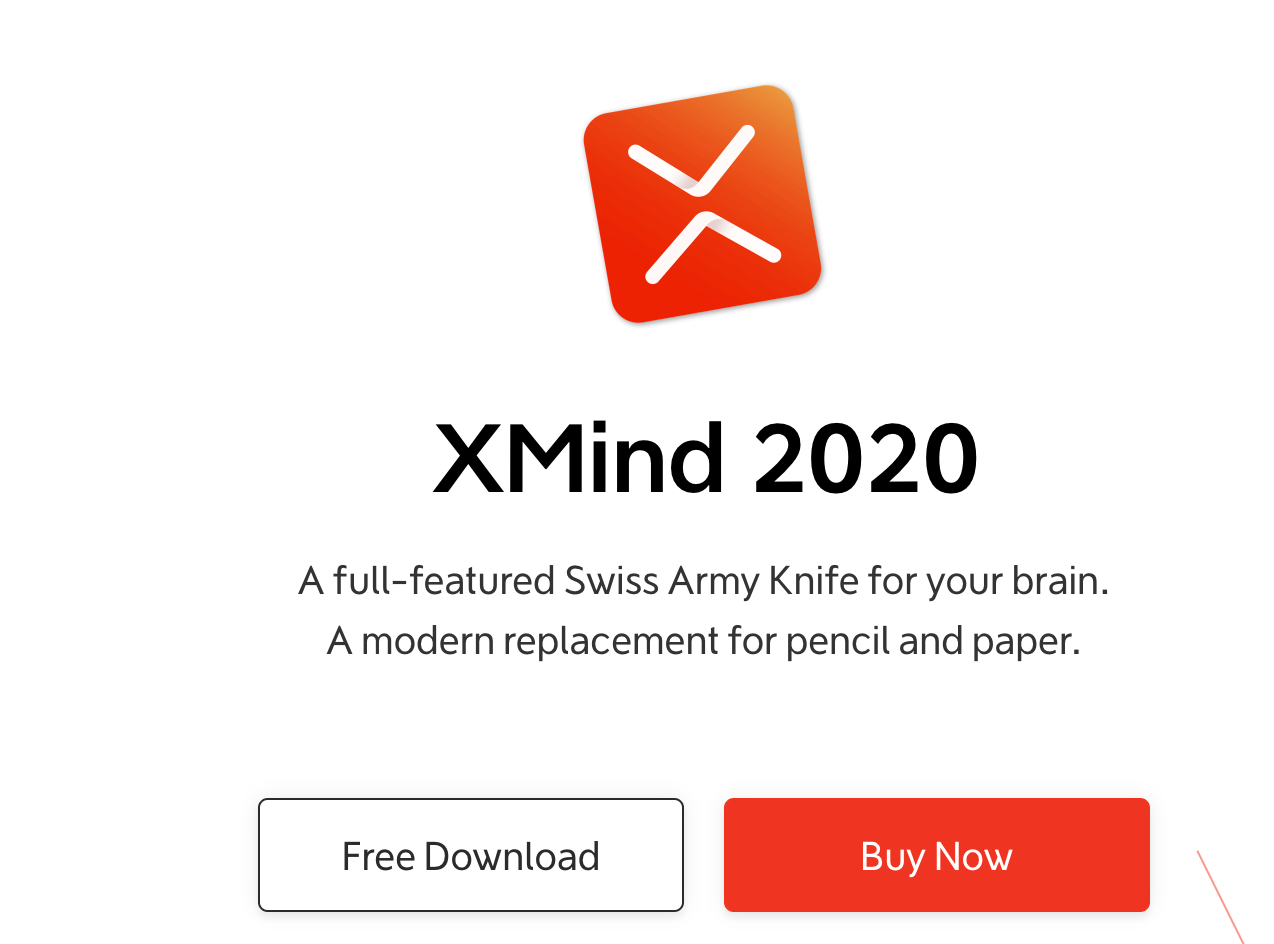 XMind 2020
A full-featured Swiss Army Knife for your brain.
A modern replacement for pencil and paper.
Free Download
Buy Now